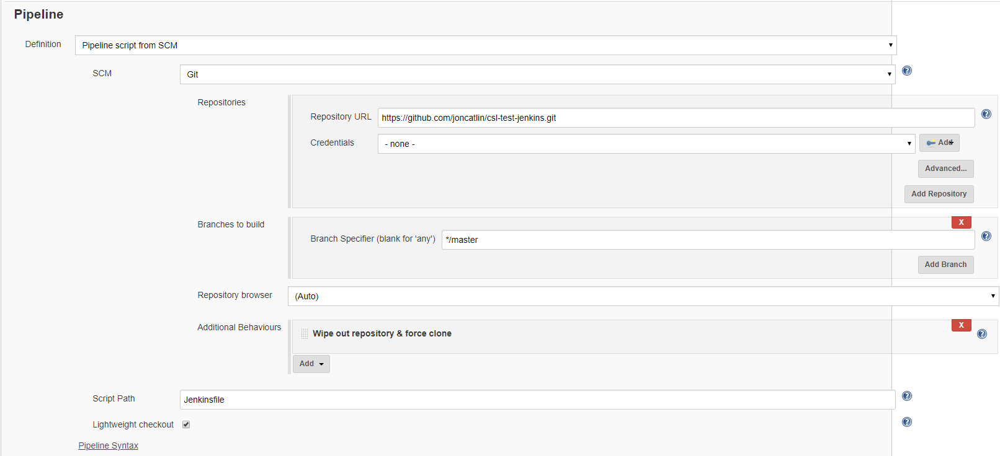 Pipeline
Definition
Pipeline script from SCM
SCM
Git
Repositories
Repository URL
https://github.com/joncatlin/csl-test-jenkins.git
Credentials
- none -
Add
Advanced...
Add Repository
Branches to build
X
Branch Specifier (blank for 'any')
*/master
Add Branch
Repository browser
(Auto)
Additional Behaviours
X
Wipe out repository & force clone
Add
Script Path
Jenkinsfile
Lightweight checkout
Pipeline Syntax